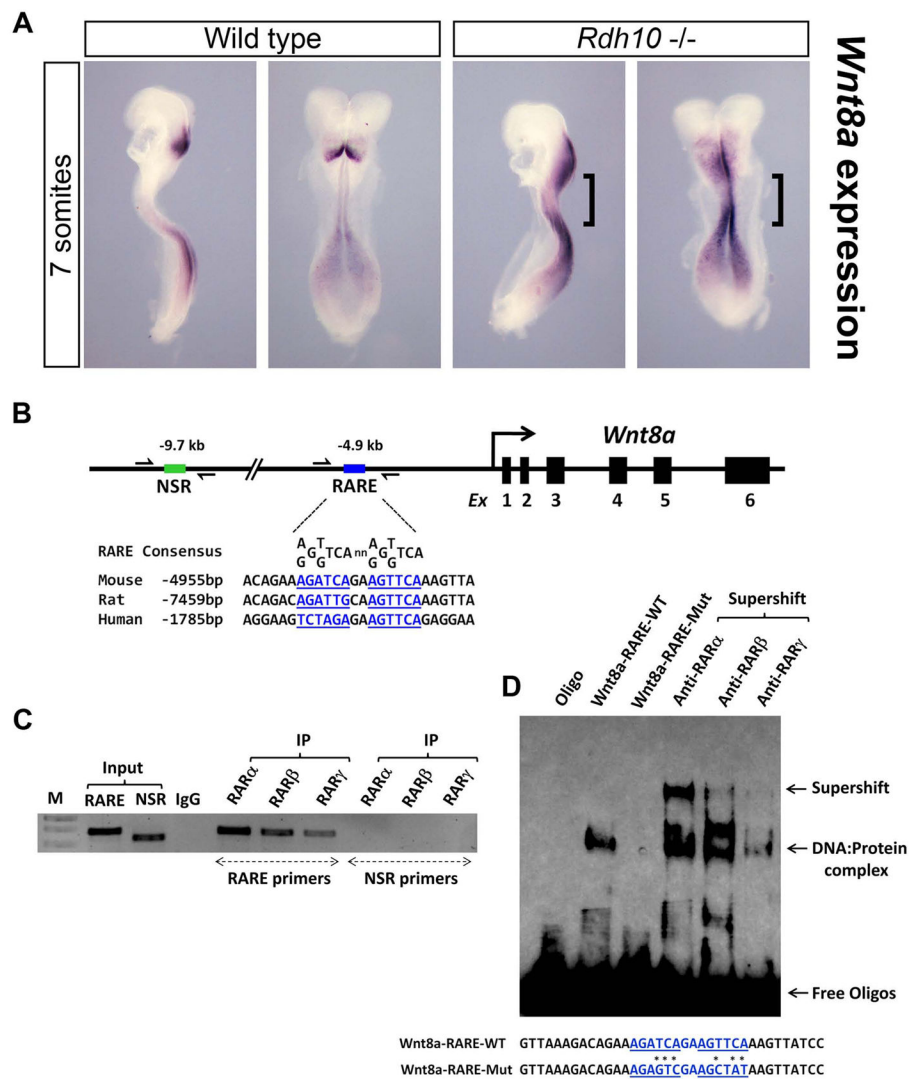 A
Wild type
Rdh10 -/-
7 somites
Wnt8a expression
B
-9.7 kb
-4.9 kb
Wnt8a
NSR
RARE
Ex 1 2 3 4 5 6
RARE Consensus
A G T TCA nn A G T TCA
G G G G
Mouse -4955bp ACAGAAAGATCAGAAGTTCAAAGTTA
Rat -7459bp ACAGACAGATTGCAAGTTCAAAGTTA
Human -1785bp AGGAAGTCTAGAGAAGTTCAGAGGAA
C
IP
IP
Input
M RARE NSR IgG RARα RARβ RARγ RARα RARβ RARγ
RARE primers
NSR primers
D
Supershift
Oligo
Wnt8a-RARE-WT
Wnt8a-RARE-Mut
Anti-RARα
Anti-RARβ
Anti-RARγ
Supershift
DNA:Protein
complex
Free Oligos
Wnt8a-RARE-WT GTTAAAGACAGAAAGATCAGAAGTTCAAAGTTATCC
*** * **
Wnt8a-RARE-Mut GTTAAAGACAGAAAGAGTCGAAGCTATAAGTTATCC